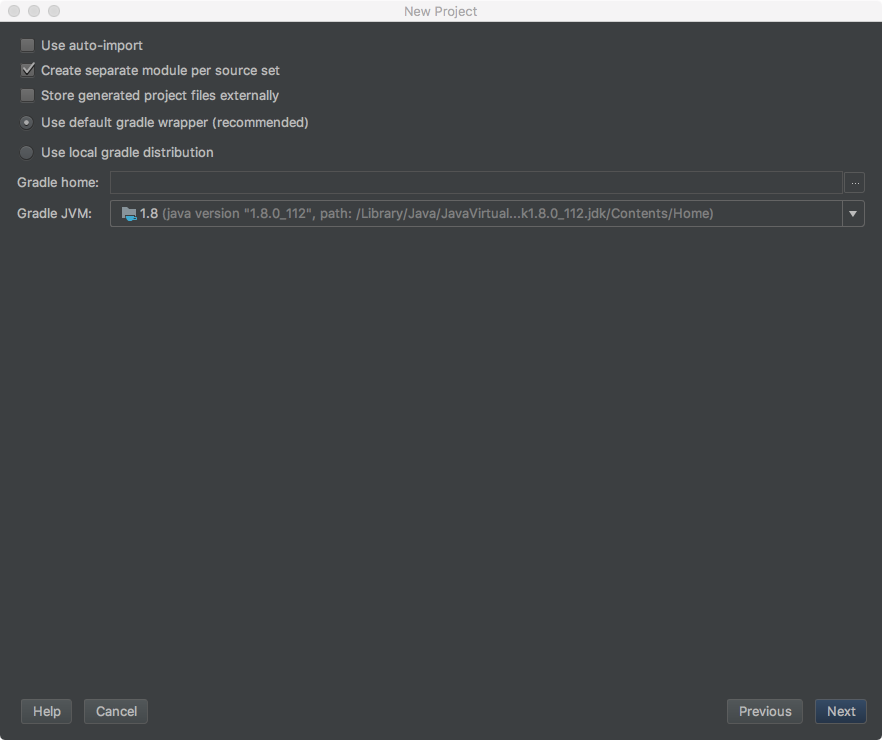 New Project
Use auto-import
Create separate module per source set
Store generated project files externally
Use default gradle wrapper (recommended)
Use local gradle distribution
Gradle home: ...
Gradle JVM: 1.8 (java version "1.8.0_112", path: /Library/Java/JavaVirtual...k1.8.0_112.jdk/Contents/Home)
Help Cancel Previous Next